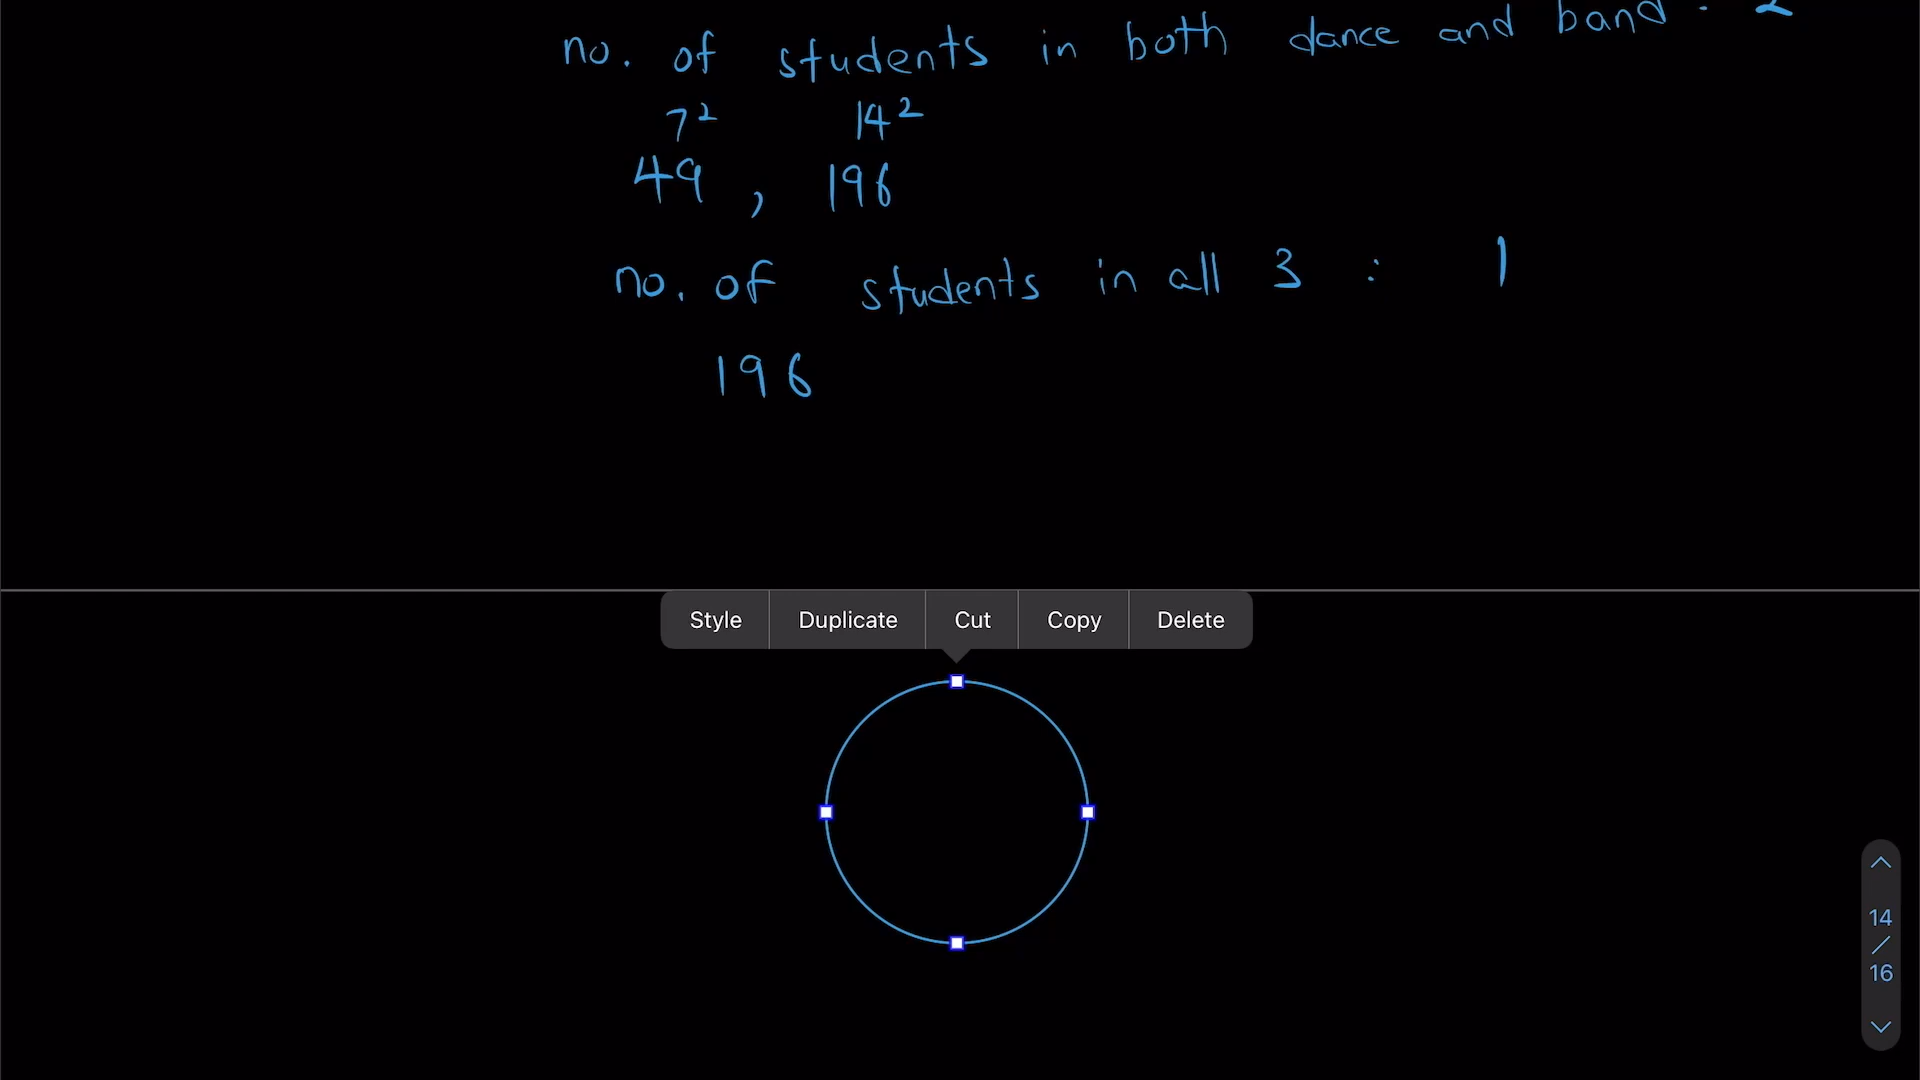 no. of students in both dance and band : 2
7² 14²
49 , 196
no. of students in all 3 : 1
196
Style Duplicate Cut Copy Delete
14
/
16